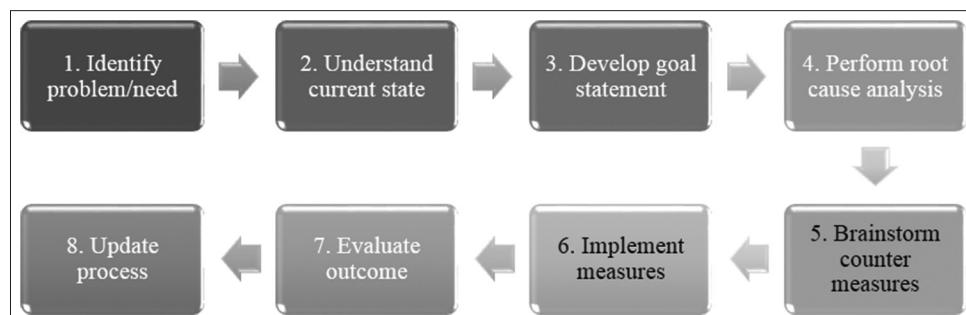 1. Identify
problem/need
2. Understand
current state
3. Develop goal
statement
4. Perform root
cause analysis
5. Brainstorm
counter
measures
6. Implement
measures
7. Evaluate
outcome
8. Update
process